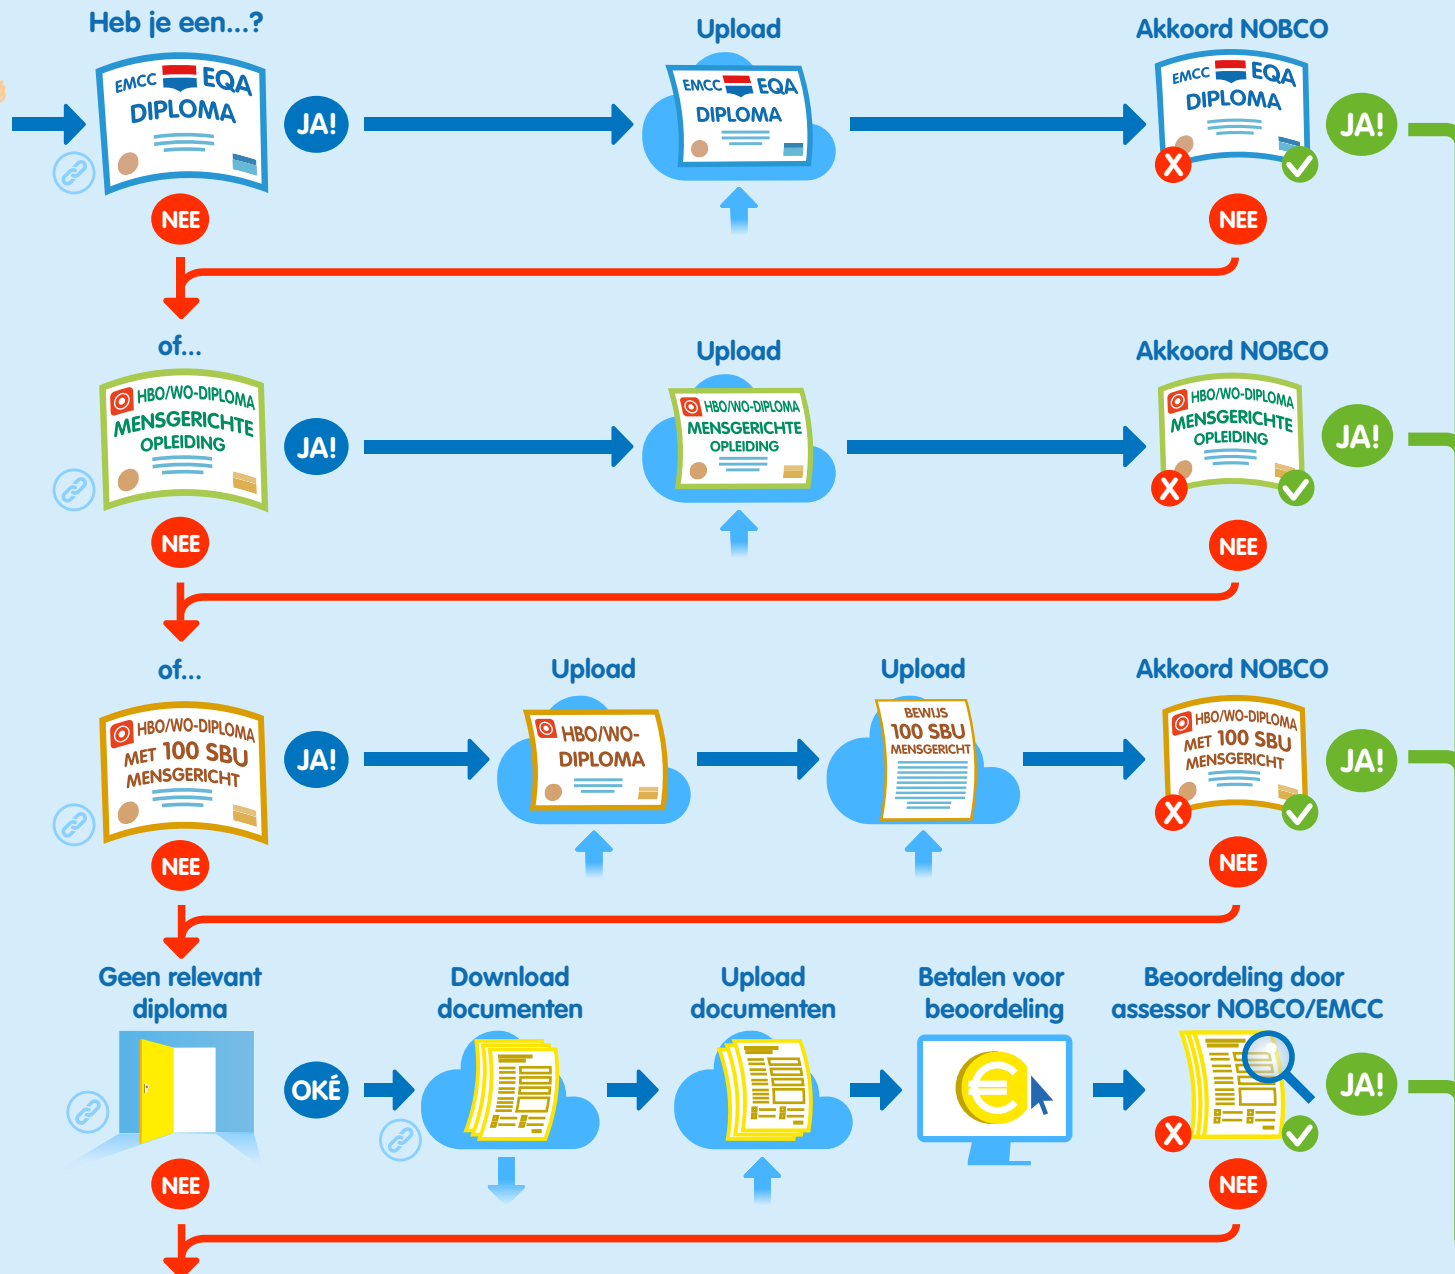 Heb je een...?
Upload
Akkoord NOBCO
EMCC EQA
DIPLOMA
JA!
EMCC EQA
DIPLOMA
EMCC EQA
DIPLOMA
X
JA!
NEE
NEE
of...
Upload
Akkoord NOBCO
HBO/WO-DIPLOMA
MENSGERICHTE
OPLEIDING
JA!
HBO/WO-DIPLOMA
MENSGERICHTE
OPLEIDING
HBO/WO-DIPLOMA
MENSGERICHTE
OPLEIDING
X
JA!
NEE
NEE
of...
Upload
Upload
Akkoord NOBCO
HBO/WO-DIPLOMA
MET 100 SBU
MENSGERICHT
JA!
HBO/WO-
DIPLOMA
BEWIJS
100 SBU
MENSGERICHT
HBO/WO-DIPLOMA
MET 100 SBU
MENSGERICHT
X
JA!
NEE
NEE
Geen relevant
diploma
Download
documenten
Upload
documenten
Betalen voor
beoordeling
Beoordeling door
assessor NOBCO/EMCC
OKÉ
€
X
JA!
NEE
NEE